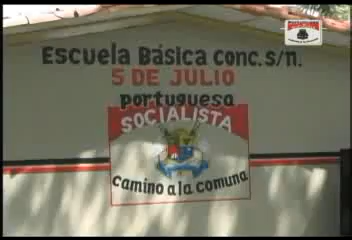 Escuela Básica conc. s/n.
5 DE JULIO
portuguesa
SOCIALISTA
camino a la comuna